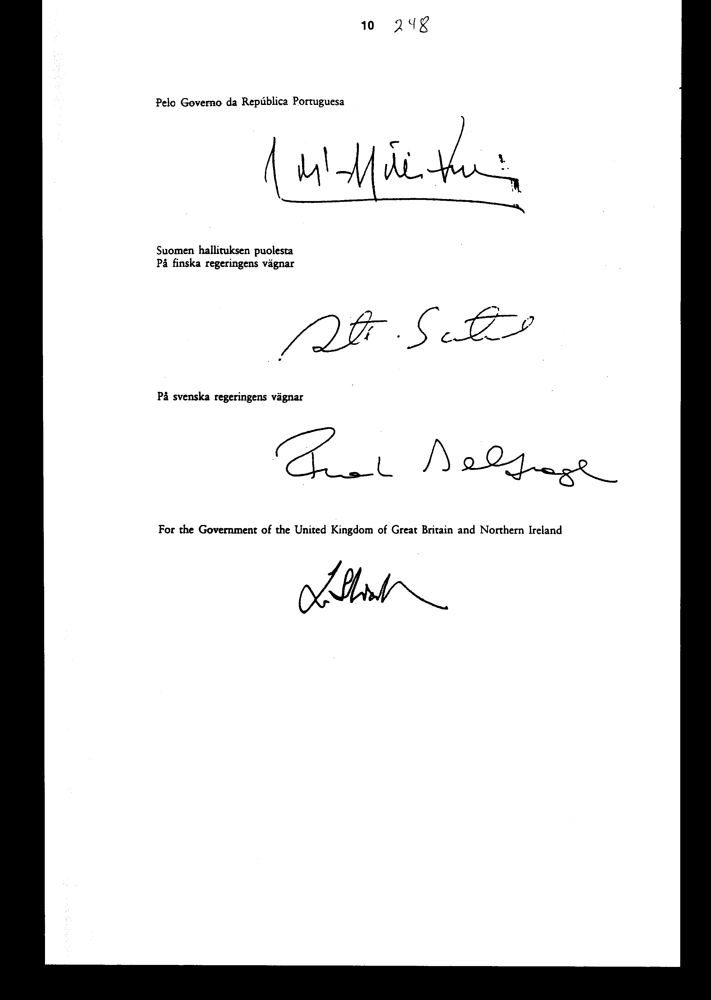 10 248
Pelo Governo da República Portuguesa
Suomen hallituksen puolesta
På finska regeringens vägnar
På svenska regeringens vägnar
For the Government of the United Kingdom of Great Britain and Northern Ireland